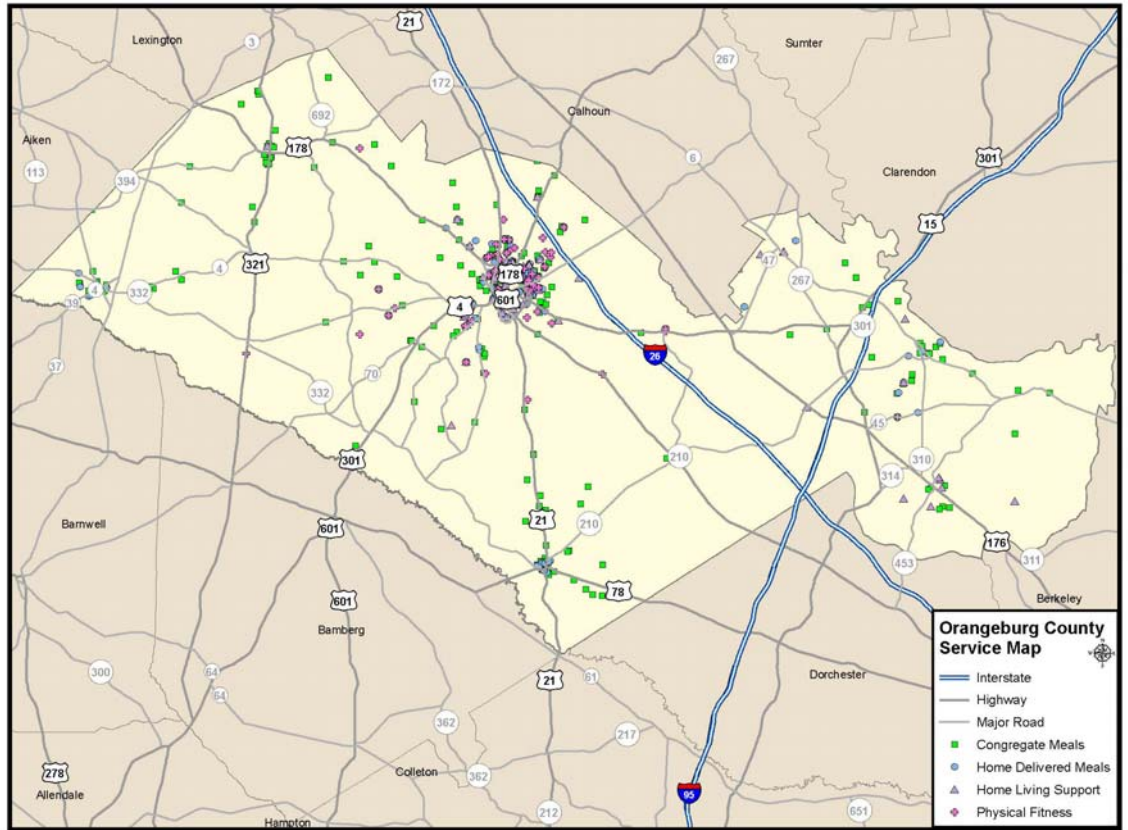 21
Lexington
3
Sumter
267
172
Calhoun
692
Aiken
178
301
113
6
Clarendon
394
15
47
321
4
178
267
4
332
601
39
4
301
26
37
70
332
45
210
310
301
314
21
210
Barnwell
601
176
453
311
78
601
Berkeley
Bamberg
Orangeburg County
Service Map
300
64
21
61
Dorchester
Interstate
64
Highway
362
217
Major Road
Congregate Meals
278
Colleton
362
Home Delivered Meals
95
Home Living Support
Allendale
212
651
Physical Fitness
Hampton